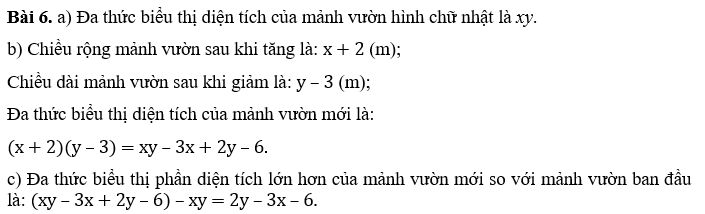 Bài 6. a) Đa thức biểu thị diện tích của mảnh vườn hình chữ nhật là xy.
b) Chiều rộng mảnh vườn sau khi tăng là: x + 2 (m);
Chiều dài mảnh vườn sau khi giảm là: y – 3 (m);
Đa thức biểu thị diện tích của mảnh vườn mới là:
(x + 2)(y – 3) = xy – 3x + 2y – 6.
c) Đa thức biểu thị phần diện tích lớn hơn của mảnh vườn mới so với mảnh vườn ban đầu
là: (xy – 3x + 2y – 6) – xy = 2y – 3x – 6.